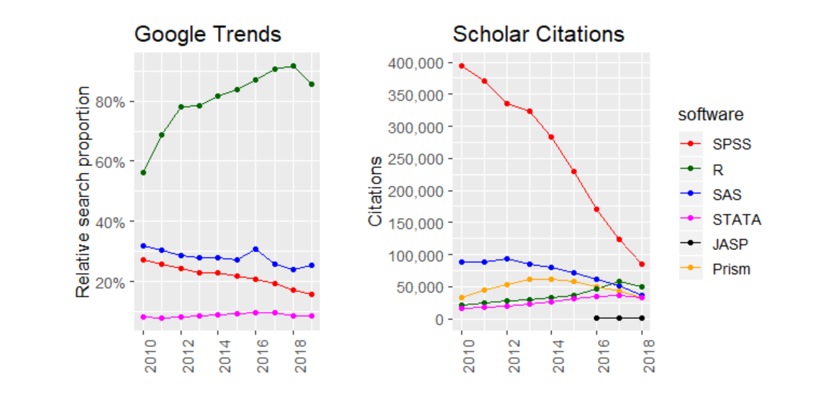 Google Trends
Relative search proportion
80%
60%
40%
20%
2010
2012
2014
2016
2018
Scholar Citations
Citations
400,000
350,000
300,000
250,000
200,000
150,000
100,000
50,000
0
2010
2012
2014
2016
2018
software
SPSS
R
SAS
STATA
JASP
Prism